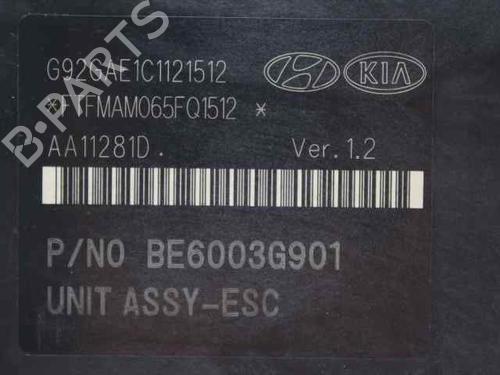 G92GAE1C1121512
KIA
*FTFMAM065FQ1512 *
AA11281D. Ver.1.2
P/NO BE6003G901
UNIT ASSY-ESC
B-PARTS